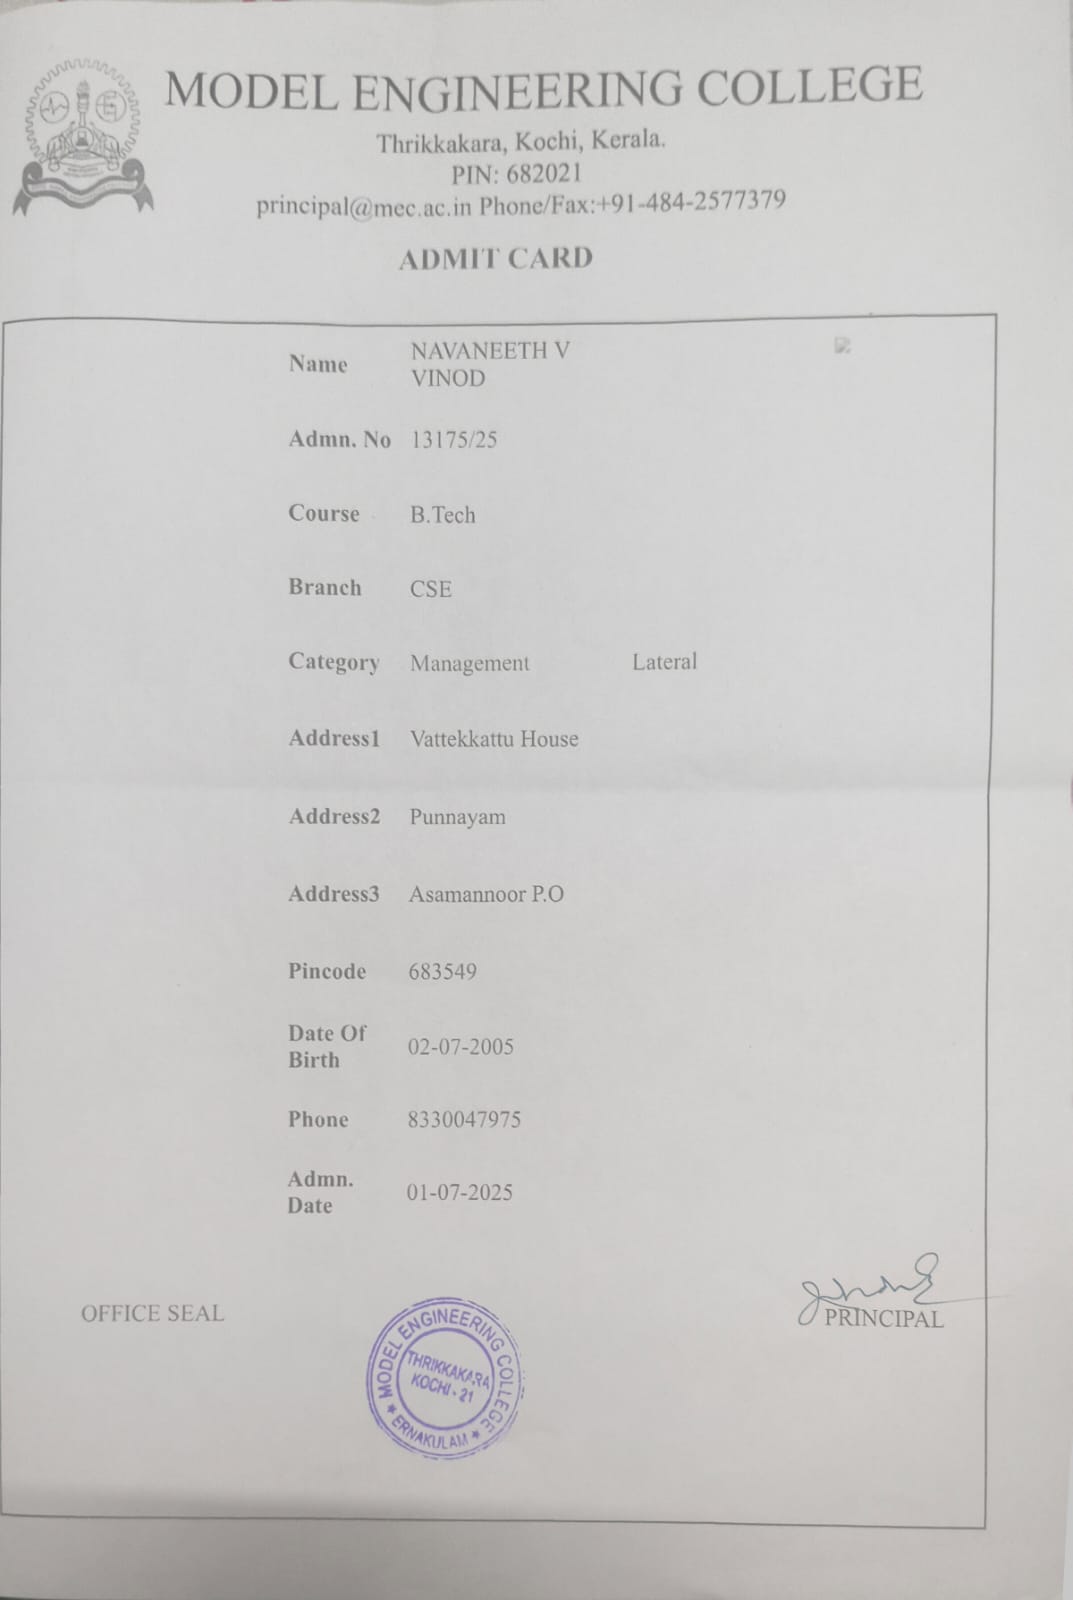 MODEL ENGINEERING COLLEGE
Thrikkakara, Kochi, Kerala.
PIN: 682021
principal@mec.ac.in Phone/Fax:+91-484-2577379
ADMIT CARD
Name NAVANEETH V
VINOD
Admn. No 13175/25
Course B.Tech
Branch CSE
Category Management Lateral
Address1 Vattekkattu House
Address2 Punnayam
Address3 Asamannoor P.O
Pincode 683549
Date Of
Birth 02-07-2005
Phone 8330047975
Admn.
Date 01-07-2025
OFFICE SEAL
PRINCIPAL
MODEL ENGINEERING COLLEGE
THRIKKAKARA
KOCHI - 21
ERNAKULAM